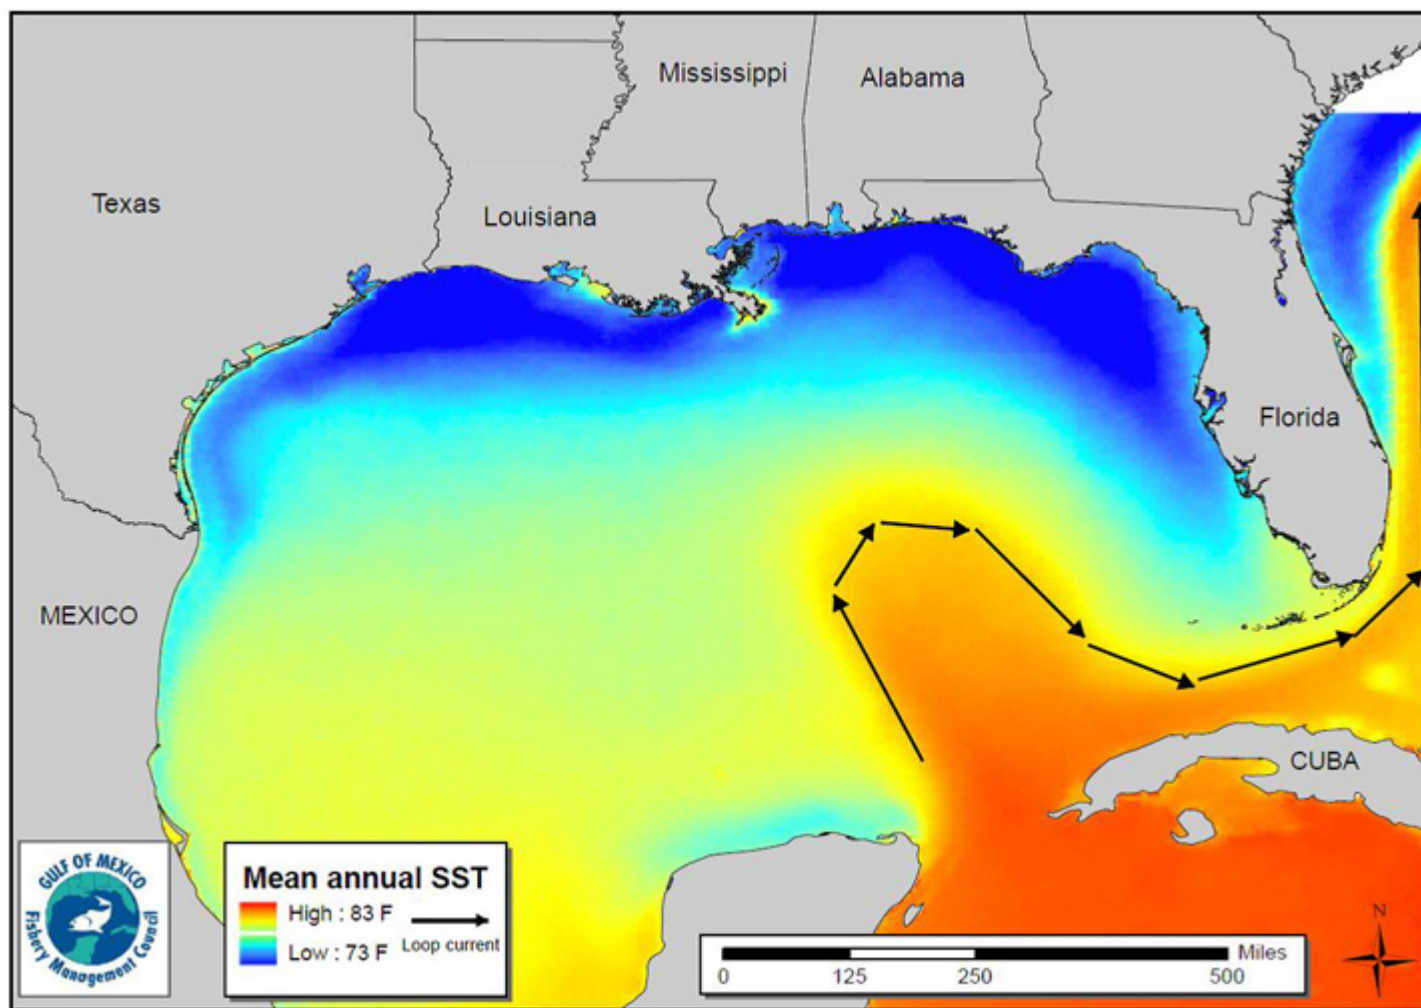 Mississippi
Alabama
Texas
Louisiana
Florida
MEXICO
CUBA
GULF OF MEXICO
Fishery Management Council
Mean annual SST
High : 83 F
Low : 73 F
Loop current
N
Miles
0 125 250 500